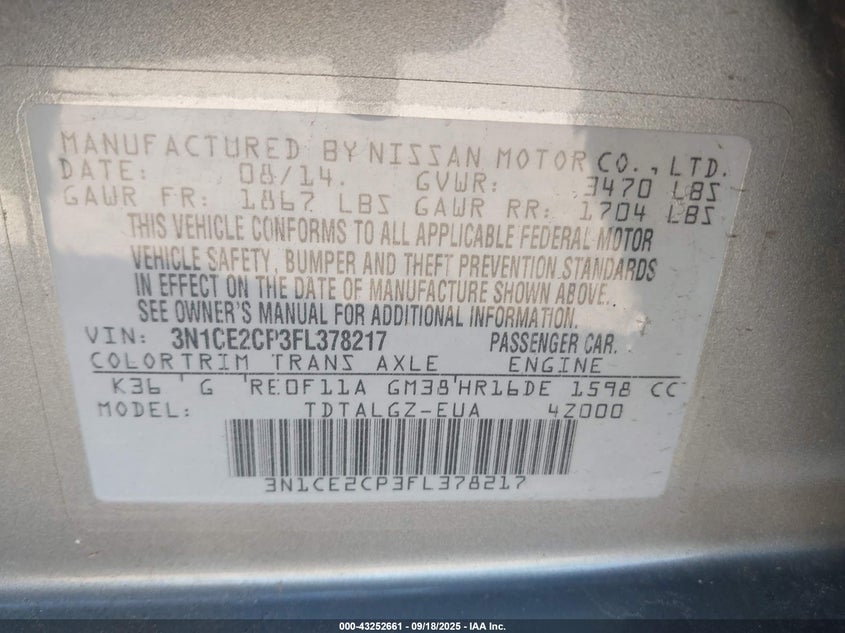 MANUFACTURED BY NISSAN MOTOR CO., LTD.
DATE: 08/14. GVWR: 3470 LBS
GAWR FR: 1867 LBS GAWR RR: 1704 LBS
THIS VEHICLE CONFORMS TO ALL APPLICABLE FEDERAL MOTOR
VEHICLE SAFETY, BUMPER AND THEFT PREVENTION STANDARDS
IN EFFECT ON THE DATE OF MANUFACTURE SHOWN ABOVE.
SEE OWNER'S MANUAL FOR ADDITIONAL INFORMATION.
VIN: 3N1CE2CP3FL378217 PASSENGER CAR
COLORTRIM TRANS AXLE ENGINE
K36 G RE0F11A GM38 HR16DE 1598 CC
MODEL: TDTALGZ-EUA 4Z000
3N1CE2CP3FL378217
000-43252661 - 09/18/2025 - IAA Inc.